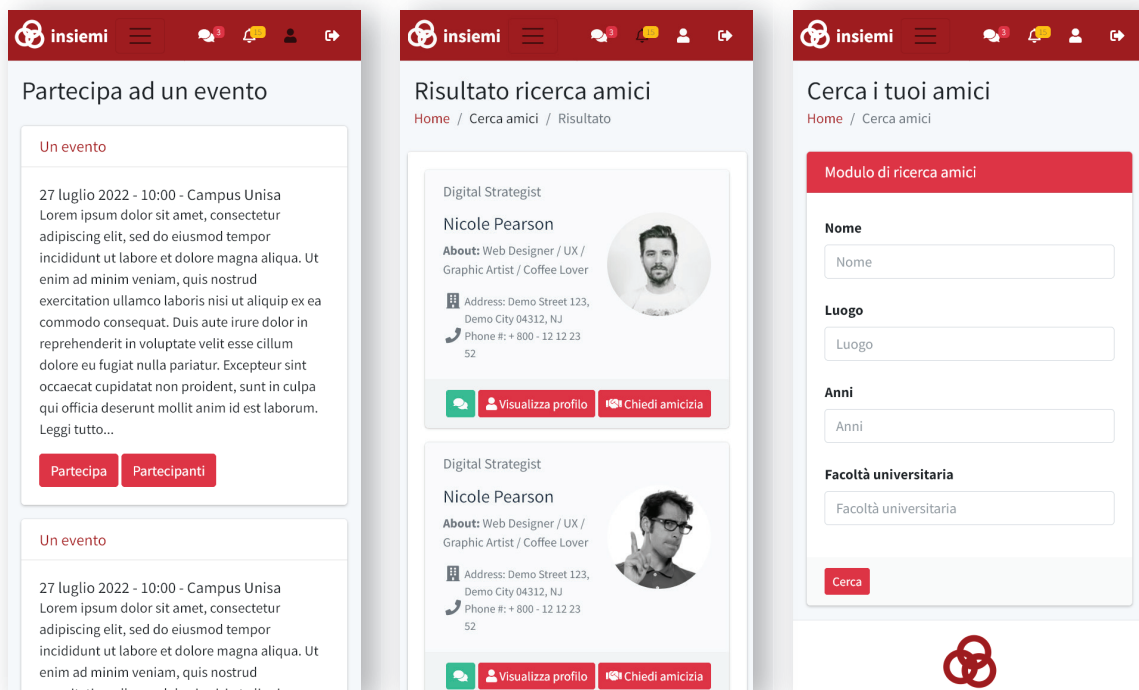 insiemi
3
15
Partecipa ad un evento
Un evento
27 luglio 2022 - 10:00 - Campus Unisa
Lorem ipsum dolor sit amet, consectetur
adipiscing elit, sed do eiusmod tempor
incididunt ut labore et dolore magna aliqua. Ut
enim ad minim veniam, quis nostrud
exercitation ullamco laboris nisi ut aliquip ex ea
commodo consequat. Duis aute irure dolor in
reprehenderit in voluptate velit esse cillum
dolore eu fugiat nulla pariatur. Excepteur sint
occaecat cupidatat non proident, sunt in culpa
qui officia deserunt mollit anim id est laborum.
Leggi tutto...
Partecipa Partecipanti
Un evento
27 luglio 2022 - 10:00 - Campus Unisa
Lorem ipsum dolor sit amet, consectetur
adipiscing elit, sed do eiusmod tempor
incididunt ut labore et dolore magna aliqua. Ut
enim ad minim veniam, quis nostrud
insiemi
3
15
Risultato ricerca amici
Home / Cerca amici / Risultato
Digital Strategist
Nicole Pearson
About: Web Designer / UX /
Graphic Artist / Coffee Lover
Address: Demo Street 123,
Demo City 04312, NJ
Phone #: + 800 - 12 12 23
52
Visualizza profilo Chiedi amicizia
Digital Strategist
Nicole Pearson
About: Web Designer / UX /
Graphic Artist / Coffee Lover
Address: Demo Street 123,
Demo City 04312, NJ
Phone #: + 800 - 12 12 23
52
Visualizza profilo Chiedi amicizia
insiemi
3
15
Cerca i tuoi amici
Home / Cerca amici
Modulo di ricerca amici
Nome
Nome
Luogo
Luogo
Anni
Anni
Facoltà universitaria
Facoltà universitaria
Cerca